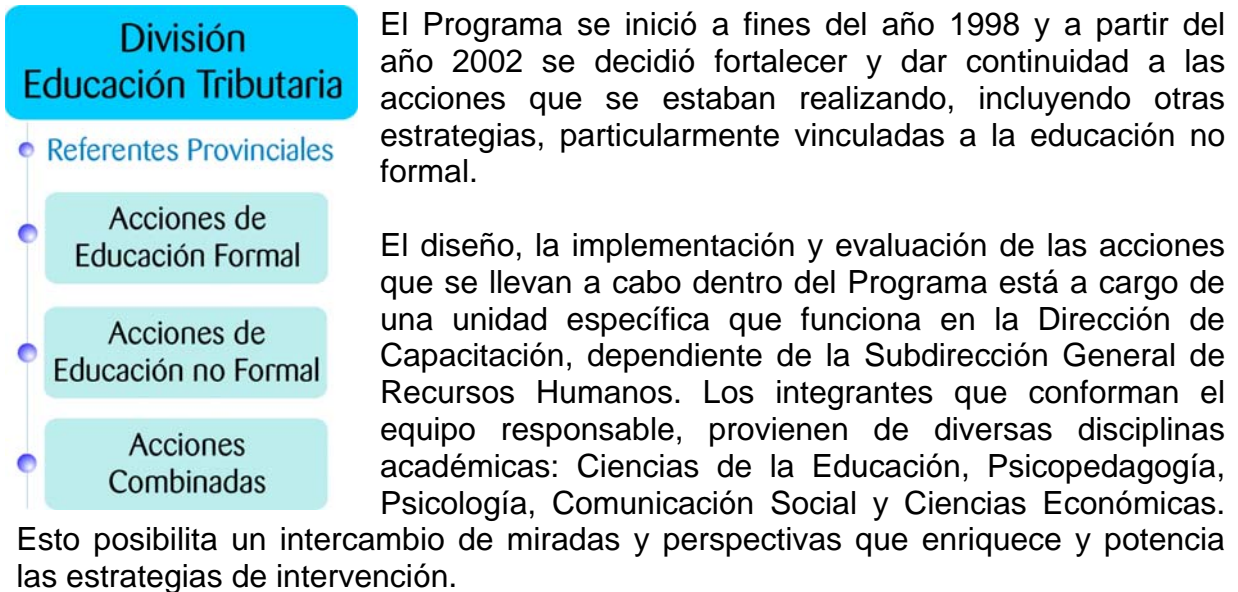 División
Educación Tributaria
Referentes Provinciales
Acciones de
Educación Formal
Acciones de
Educación no Formal
Acciones
Combinadas
El Programa se inició a fines del año 1998 y a partir del
año 2002 se decidió fortalecer y dar continuidad a las
acciones que se estaban realizando, incluyendo otras
estrategias, particularmente vinculadas a la educación no
formal.
El diseño, la implementación y evaluación de las acciones
que se llevan a cabo dentro del Programa está a cargo de
una unidad específica que funciona en la Dirección de
Capacitación, dependiente de la Subdirección General de
Recursos Humanos. Los integrantes que conforman el
equipo responsable, provienen de diversas disciplinas
académicas: Ciencias de la Educación, Psicopedagogía,
Psicología, Comunicación Social y Ciencias Económicas.
Esto posibilita un intercambio de miradas y perspectivas que enriquece y potencia
las estrategias de intervención.